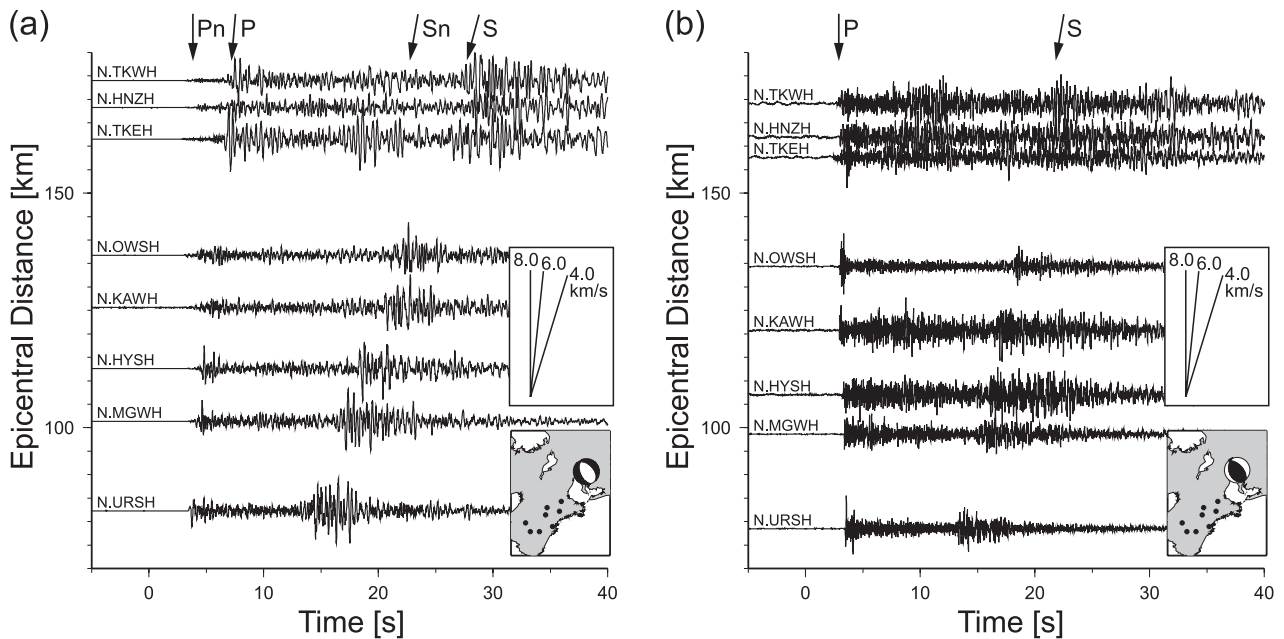 (a)
Pn
P
Sn
S
N.TKWH
N.HNZH
N.TKEH
150
N.OWSH
N.KAWH
N.HYSH
N.MGWH
100
N.URSH
8.0
6.0
4.0
km/s
Epicentral Distance [km]
0
10
20
30
40
Time [s]
(b)
P
S
N.TKWH
N.HNZH
N.TKEH
150
N.OWSH
N.KAWH
N.HYSH
N.MGWH
100
N.URSH
8.0
6.0
4.0
km/s
Epicentral Distance [km]
0
10
20
30
40
Time [s]